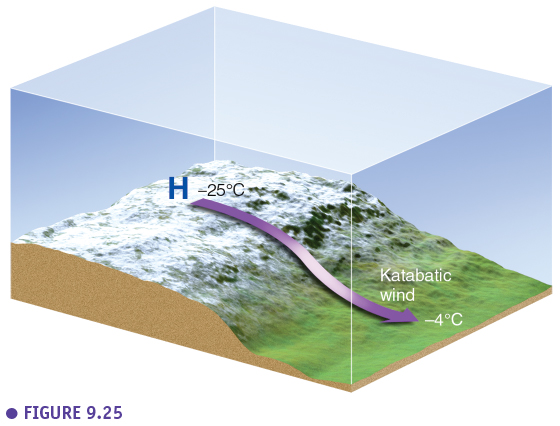 H –25°C
Katabatic
wind
–4°C
● FIGURE 9.25